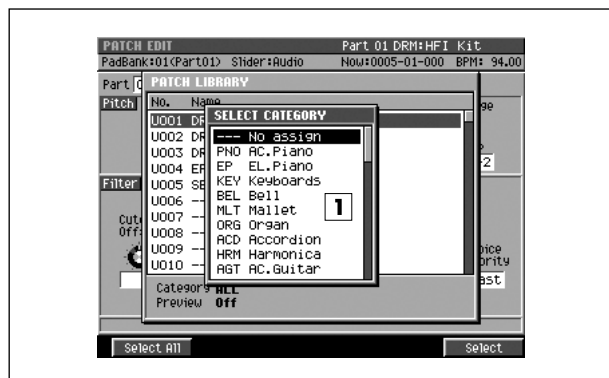 PATCH EDIT Part 01 DRM:HFI Kit
PadBank:01(Part01) Slider:Audio Now:0005-01-000 BPM: 94.00
Part
PATCH LIBRARY
Pitch
No. Name
SELECT CATEGORY
U001
U002
U003
U004
U005
U006 --
U007 --
U008 --
U009 --
U010 --
--- No assign
PNO AC.Piano
EP EL.Piano
KEY Keyboards
BEL Bell
MLT Mallet
ORG Organ
ACD Accordion
HRM Harmonica
AGT AC.Guitar
1
Filter
Category ALL
Preview Off
Select All Select